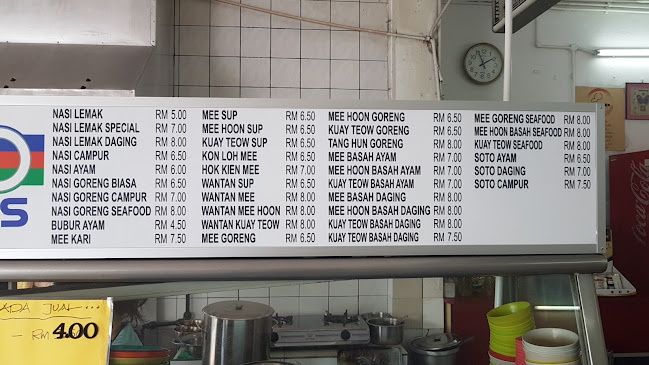 NASI LEMAK RM 5.00
NASI LEMAK SPECIAL RM 7.00
NASI LEMAK DAGING RM 8.00
NASI CAMPUR RM 6.50
NASI AYAM RM 6.00
NASI GORENG BIASA RM 6.50
NASI GORENG CAMPUR RM 7.00
NASI GORENG SEAFOOD RM 8.00
BUBUR AYAM RM 4.50
MEE KARI RM 7.50
MEE SUP RM 6.50
MEE HOON SUP RM 6.50
KUAY TEOW SUP RM 6.50
KON LOH MEE RM 6.50
HOK KIEN MEE RM 7.00
WANTAN SUP RM 6.50
WANTAN MEE RM 8.00
WANTAN MEE HOON RM 8.00
WANTAN KUAY TEOW RM 8.00
MEE GORENG RM 6.50
MEE HOON GORENG RM 6.50
KUAY TEOW GORENG RM 6.50
TANG HUN GORENG RM 8.00
MEE BASAH AYAM RM 7.00
MEE HOON BASAH AYAM RM 7.00
KUAY TEOW BASAH AYAM RM 7.00
MEE BASAH DAGING RM 8.00
MEE HOON BASAH DAGING RM 8.00
KUAY TEOW BASAH DAGING RM 8.00
KUAY TEOW BASAH DAGING RM 7.50
MEE GORENG SEAFOOD RM 8.00
MEE HOON BASAH SEAFOOD RM 8.00
KUAY TEOW SEAFOOD RM 8.00
SOTO AYAM RM 6.50
SOTO DAGING RM 7.00
SOTO CAMPUR RM 7.50
S
ADA JUAL...
- RM 4.00
Coca-Cola